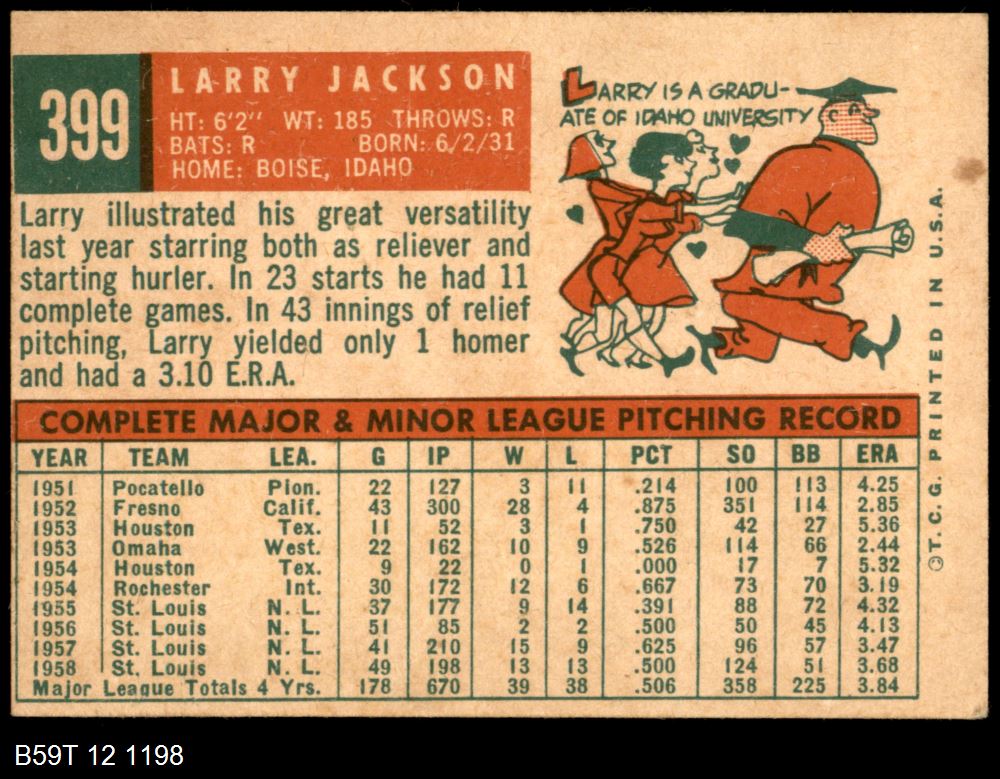 399
LARRY JACKSON
HT: 6'2" WT: 185 THROWS: R
BATS: R BORN: 6/2/31
HOME: BOISE, IDAHO
LARRY IS A GRADU-
ATE OF IDAHO UNIVERSITY
Larry illustrated his great versatility
last year starring both as reliever and
starting hurler. In 23 starts he had 11
complete games. In 43 innings of relief
pitching, Larry yielded only 1 homer
and had a 3.10 E.R.A.
COMPLETE MAJOR & MINOR LEAGUE PITCHING RECORD
YEAR TEAM LEA. G IP W L PCT SO BB ERA
1951 Pocatello Pion. 22 127 3 11 .214 100 113 4.25
1952 Fresno Calif. 43 300 28 4 .875 351 114 2.85
1953 Houston Tex. 11 52 3 1 .750 42 27 5.36
1953 Omaha West. 22 162 10 9 .526 114 66 2.44
1954 Houston Tex. 9 22 0 1 .000 17 7 5.32
1954 Rochester Int. 30 172 12 6 .667 73 70 3.19
1955 St. Louis N. L. 37 177 9 14 .391 88 72 4.32
1956 St. Louis N. L. 51 85 2 2 .500 50 45 4.13
1957 St. Louis N. L. 41 210 15 9 .625 96 57 3.47
1958 St. Louis N. L. 49 198 13 13 .500 124 51 3.68
Major League Totals 4 Yrs. 178 670 39 38 .506 358 225 3.84
©T.C.G. PRINTED IN U.S.A.
B59T 12 1198